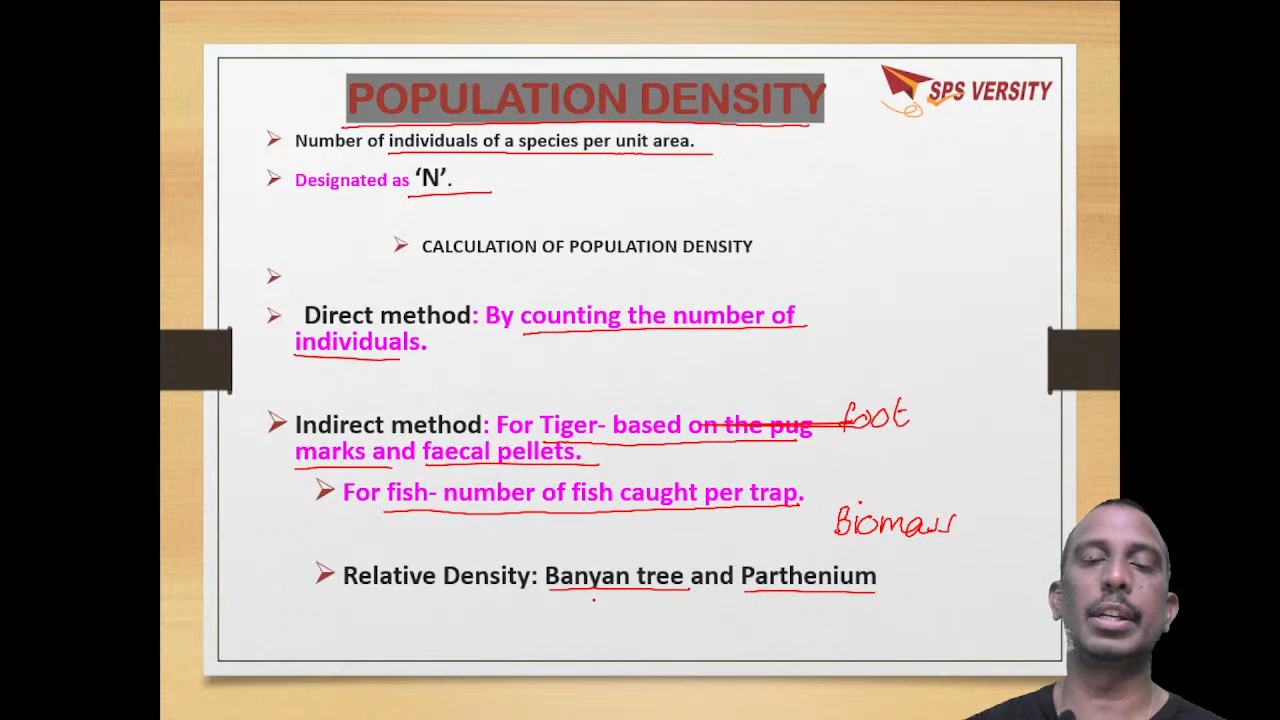 POPULATION DENSITY
SPS VERSITY
Number of individuals of a species per unit area.
Designated as ‘N’.
CALCULATION OF POPULATION DENSITY
Direct method: By counting the number of
individuals.
Indirect method: For Tiger- based on the pug
foot
marks and faecal pellets.
For fish- number of fish caught per trap.
Biomass
Relative Density: Banyan tree and Parthenium